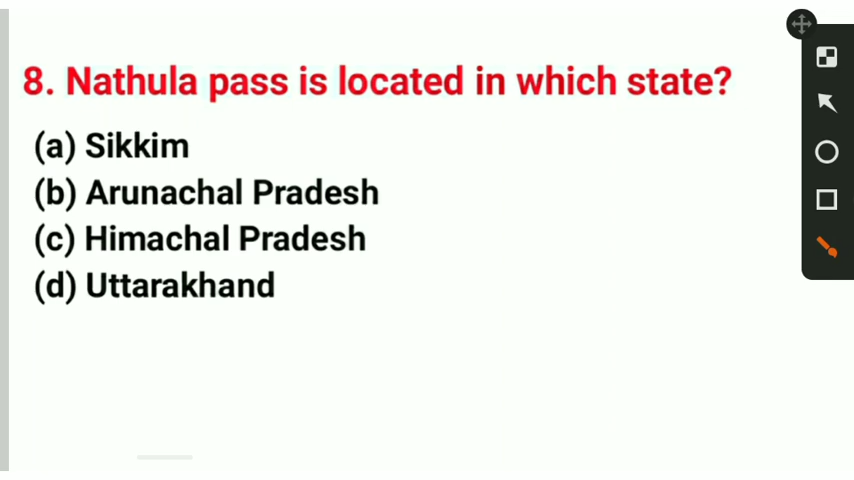 8. Nathula pass is located in which state?
(a) Sikkim
(b) Arunachal Pradesh
(c) Himachal Pradesh
(d) Uttarakhand